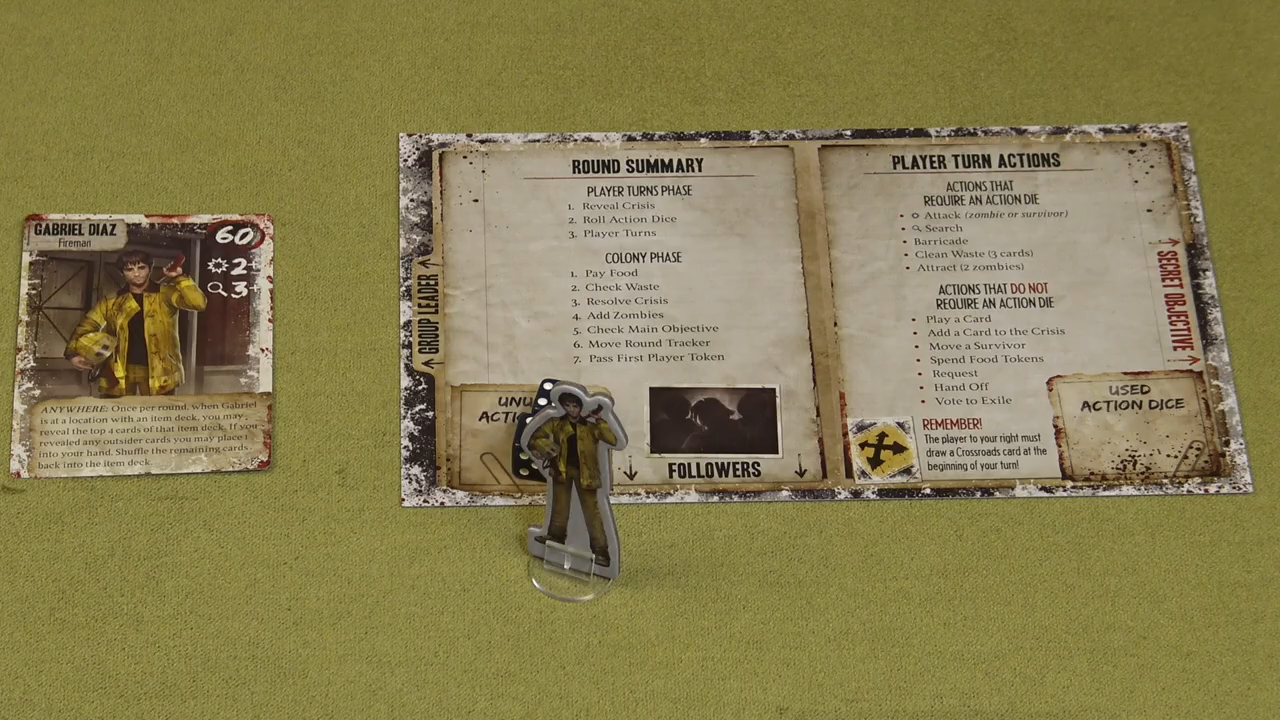 GABRIEL DIAZ
Fireman
60
2+
3+
ANYWHERE: Once per round, when Gabriel
is at a location with an item deck, you may
reveal the top 4 cards of that item deck. If you
revealed any outsider cards you may place 1
into your hand. Shuffle the remaining cards
back into the item deck.
GROUP LEADER
ROUND SUMMARY
PLAYER TURNS PHASE
1. Reveal Crisis
2. Roll Action Dice
3. Player Turns
COLONY PHASE
1. Pay Food
2. Check Waste
3. Resolve Crisis
4. Add Zombies
5. Check Main Objective
6. Move Round Tracker
7. Pass First Player Token
FOLLOWERS
PLAYER TURN ACTIONS
ACTIONS THAT
REQUIRE AN ACTION DIE
• Attack (zombie or survivor)
• Search
• Barricade
• Clean Waste (3 cards)
• Attract (2 zombies)
ACTIONS THAT DO NOT
REQUIRE AN ACTION DIE
• Play a Card
• Add a Card to the Crisis
• Move a Survivor
• Spend Food Tokens
• Request
• Hand Off
• Vote to Exile
REMEMBER!
The player to your right must
draw a Crossroads card at the
beginning of your turn!
USED
ACTION DICE
SECRET OBJECTIVE